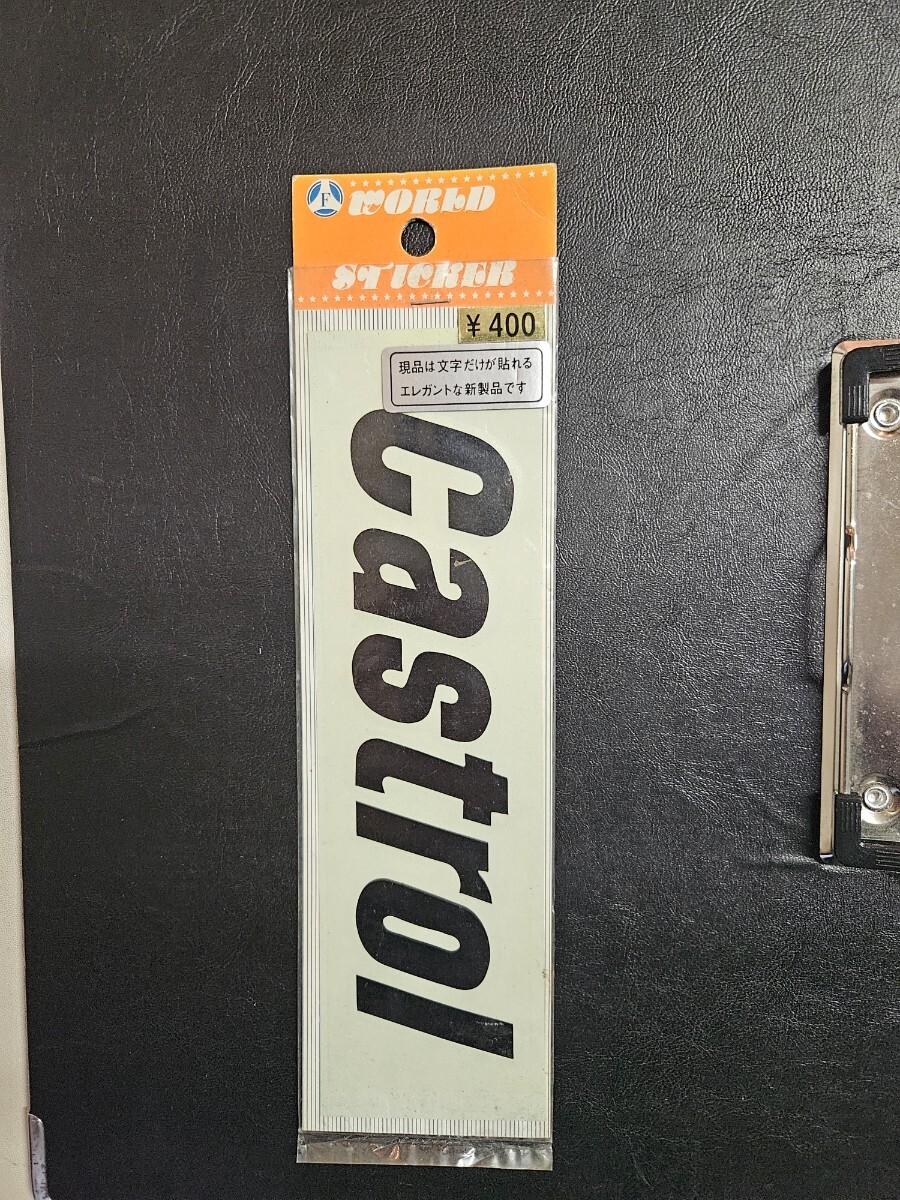 F
WORLD
STICKER
¥400
現品は文字だけが貼れる
エレガントな新製品です
Castrol